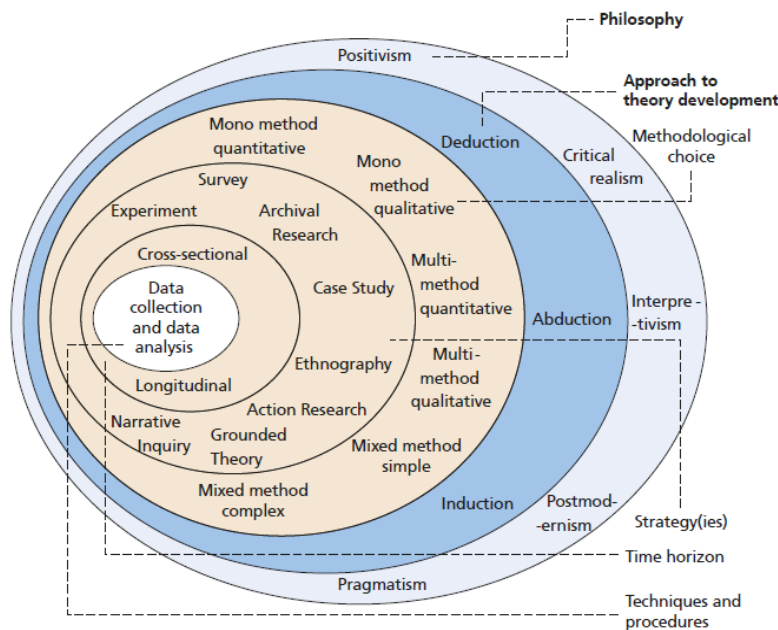 Philosophy
Positivism
Approach to
theory development
Mono method
quantitative
Deduction
Methodological
choice
Critical
realism
Mono
method
qualitative
Survey
Experiment
Archival
Research
Cross-sectional
Multi-
method
quantitative
Data
collection
and data
analysis
Case Study
Abduction
Interpre -
-tivism
Ethnography
Multi-
method
qualitative
Longitudinal
Action Research
Narrative
Inquiry
Grounded
Theory
Mixed method
simple
Mixed method
complex
Induction
Postmod-
-ernism
Strategy(ies)
Time horizon
Pragmatism
Techniques and
procedures